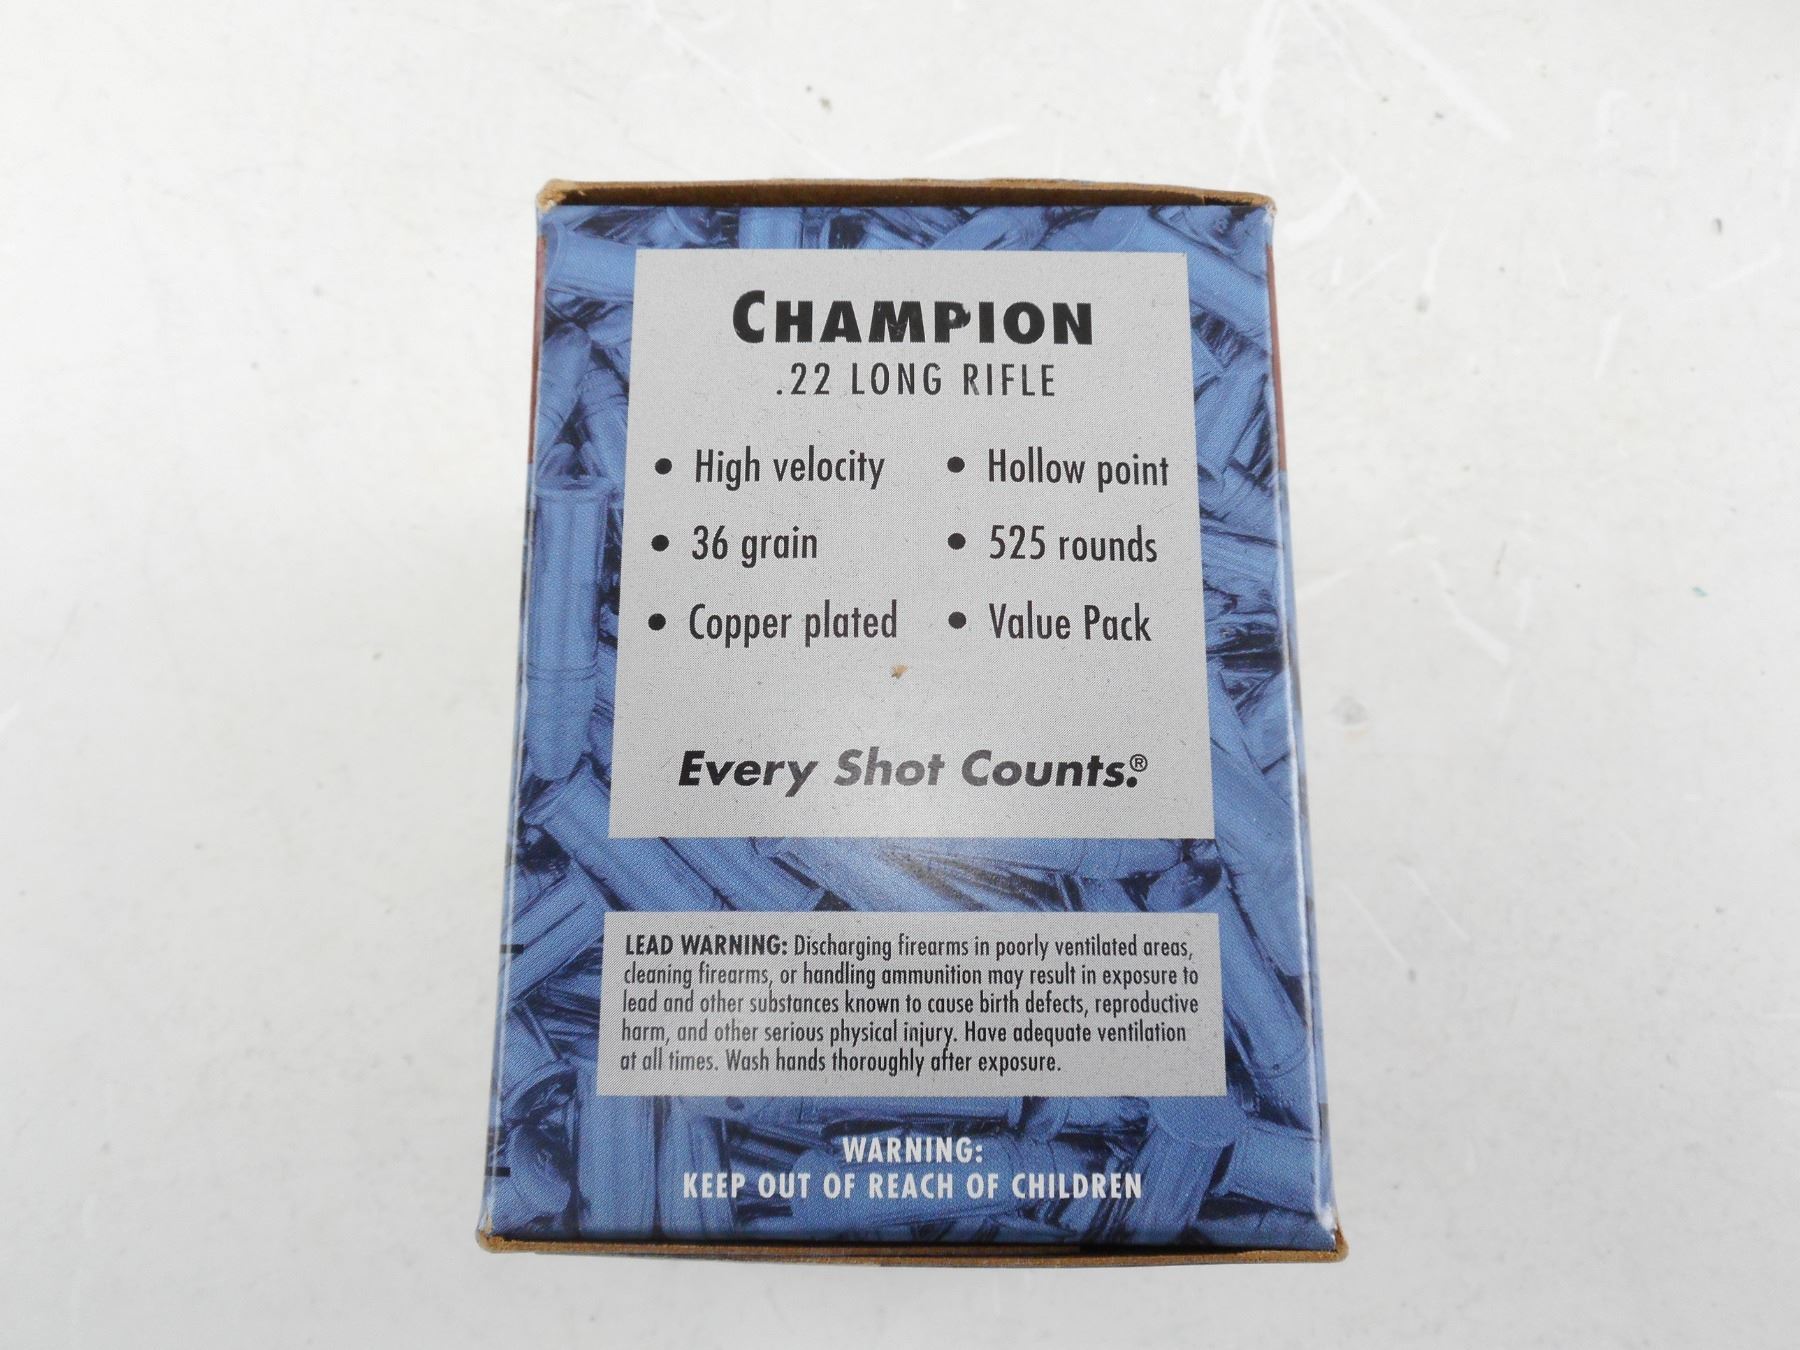 CHAMPION
.22 LONG RIFLE
• High velocity • Hollow point
• 36 grain • 525 rounds
• Copper plated • Value Pack
Every Shot Counts.®
LEAD WARNING: Discharging firearms in poorly ventilated areas,
cleaning firearms, or handling ammunition may result in exposure to
lead and other substances known to cause birth defects, reproductive
harm, and other serious physical injury. Have adequate ventilation
at all times. Wash hands thoroughly after exposure.
WARNING:
KEEP OUT OF REACH OF CHILDREN